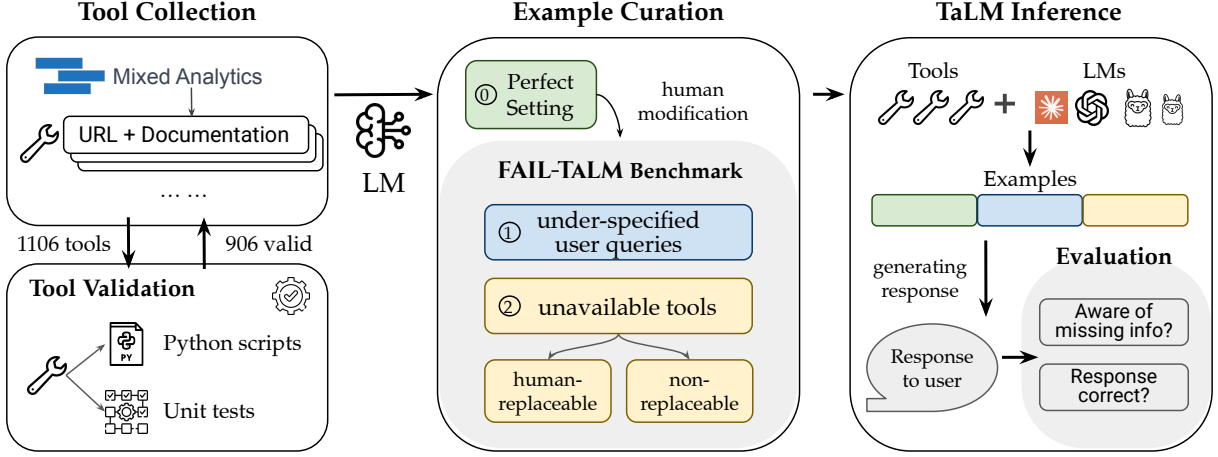 Tool Collection
Mixed Analytics
URL + Documentation
... ...
1106 tools
906 valid
Tool Validation
PY
Python scripts
Unit tests
LM
Example Curation
0 Perfect
Setting
human
modification
FAIL-TALM Benchmark
1 under-specified
user queries
2 unavailable tools
human-
replaceable
non-
replaceable
TaLM Inference
Tools
LMs
+
Examples
generating
response
Response
to user
Evaluation
Aware of
missing info?
Response
correct?